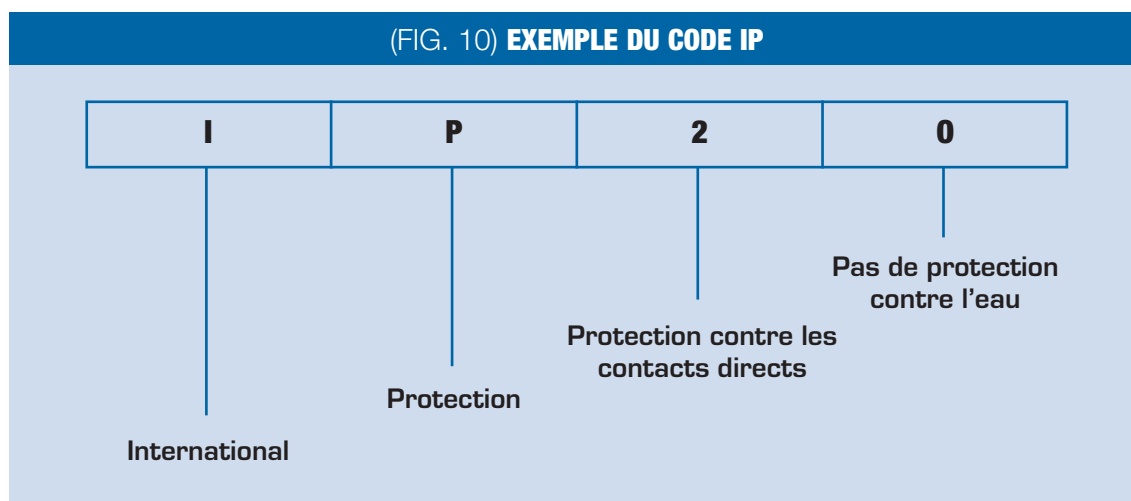 (FIG. 10) EXEMPLE DU CODE IP
I P 2 0
Pas de protection
contre l'eau
Protection contre les
contacts directs
Protection
International